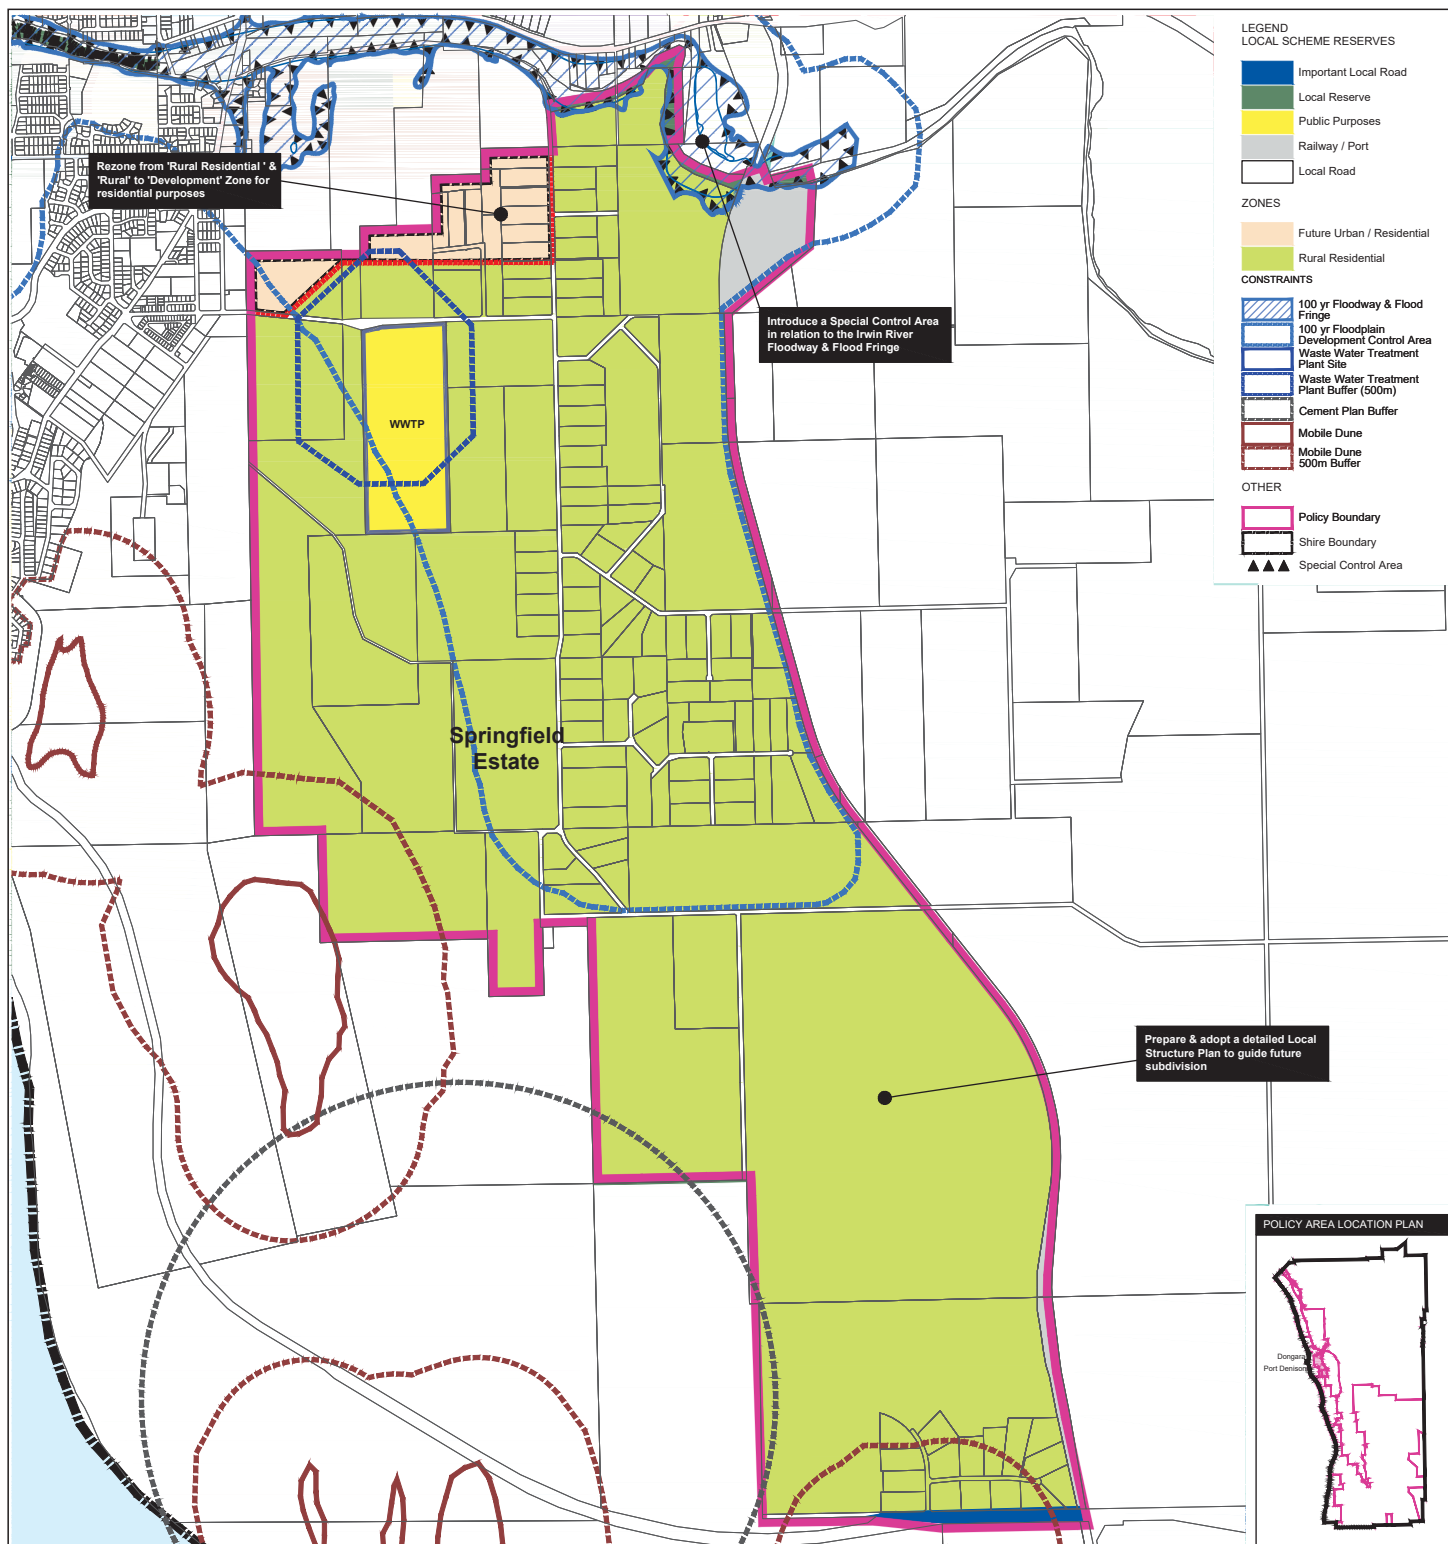 Rezone from 'Rural Residential ' &
'Rural' to 'Development' Zone for
residential purposes
Introduce a Special Control Area
in relation to the Irwin River
Floodway & Flood Fringe
WWTP
Springfield
Estate
Prepare & adopt a detailed Local
Structure Plan to guide future
subdivision
LEGEND
LOCAL SCHEME RESERVES
Important Local Road
Local Reserve
Public Purposes
Railway / Port
Local Road
ZONES
Future Urban / Residential
Rural Residential
CONSTRAINTS
100 yr Floodway & Flood
Fringe
100 yr Floodplain
Development Control Area
Waste Water Treatment
Plant Site
Waste Water Treatment
Plant Buffer (500m)
Cement Plan Buffer
Mobile Dune
Mobile Dune
500m Buffer
OTHER
Policy Boundary
Shire Boundary
Special Control Area
POLICY AREA LOCATION PLAN
Dongara
Port Denison